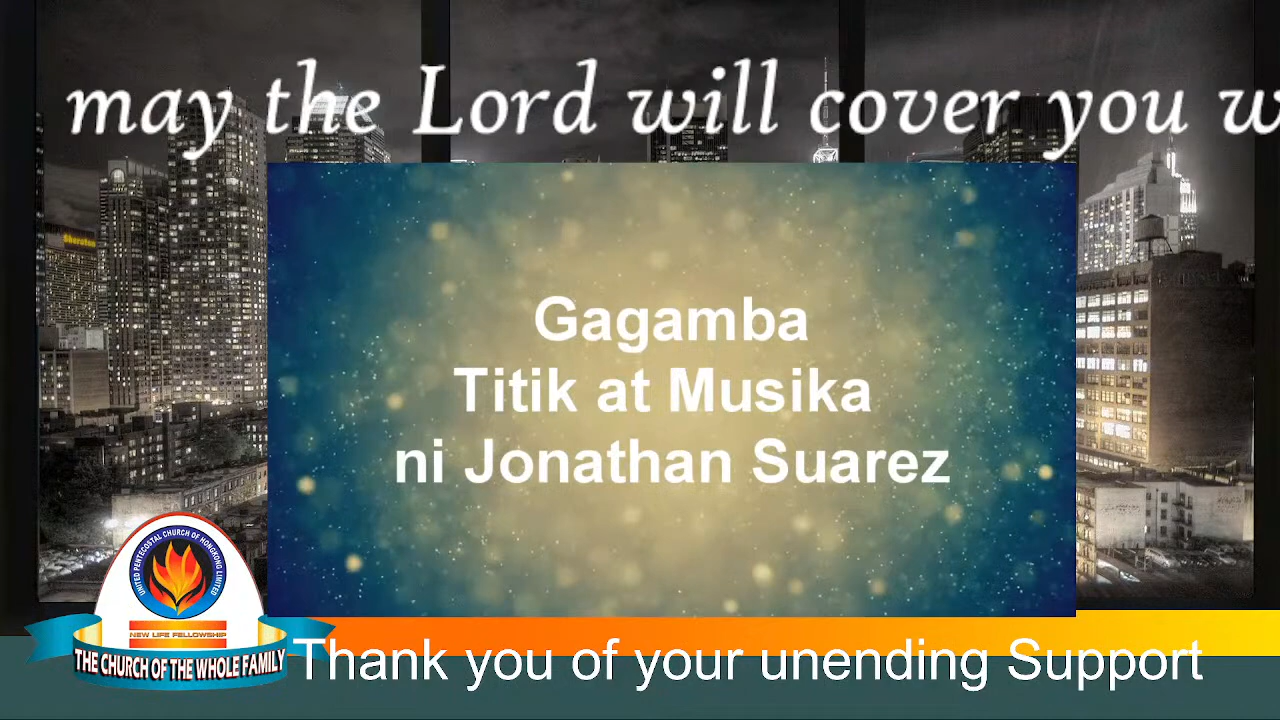 may the Lord will cover you w
Sheraton
Gagamba
Titik at Musika
ni Jonathan Suarez
UNITED PENTECOSTAL CHURCH OF HONGKONG LIMITED
NEW LIFE FELLOWSHIP
THE CHURCH OF THE WHOLE FAMILY
Thank you of your unending Support